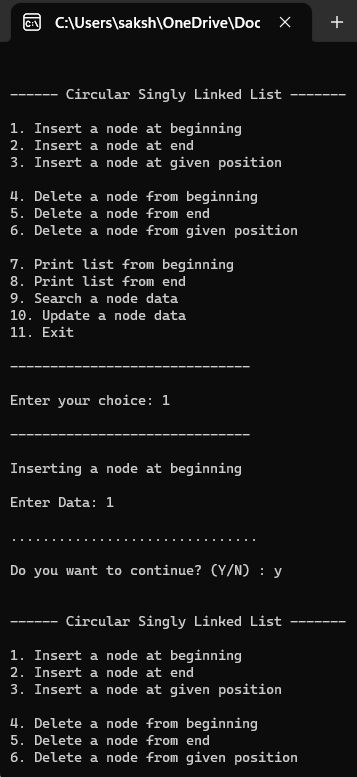 C:\Users\saksh\OneDrive\Doc
------ Circular Singly Linked List -------
1. Insert a node at beginning
2. Insert a node at end
3. Insert a node at given position
4. Delete a node from beginning
5. Delete a node from end
6. Delete a node from given position
7. Print list from beginning
8. Print list from end
9. Search a node data
10. Update a node data
11. Exit
------------------------------
Enter your choice: 1
------------------------------
Inserting a node at beginning
Enter Data: 1
...............................
Do you want to continue? (Y/N) : y
------ Circular Singly Linked List -------
1. Insert a node at beginning
2. Insert a node at end
3. Insert a node at given position
4. Delete a node from beginning
5. Delete a node from end
6. Delete a node from given position